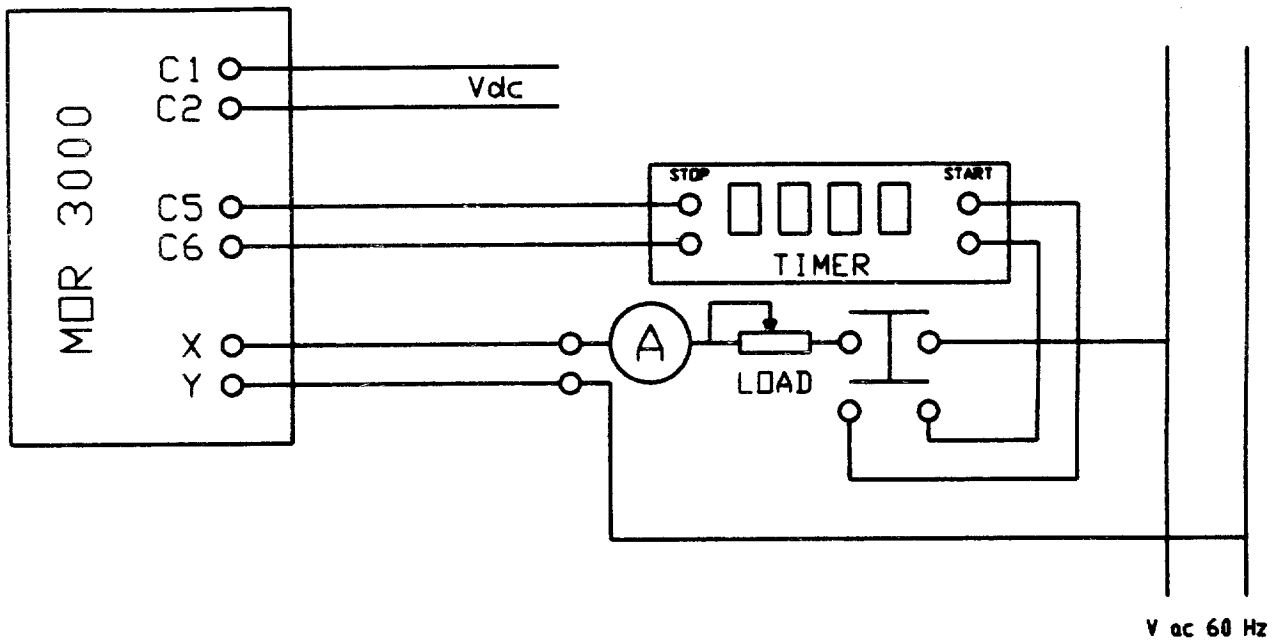 MOR 3000
C1
Vdc
C2
C5
C6
X
Y
STOP
START
TIMER
A
LOAD
V ac 60 Hz